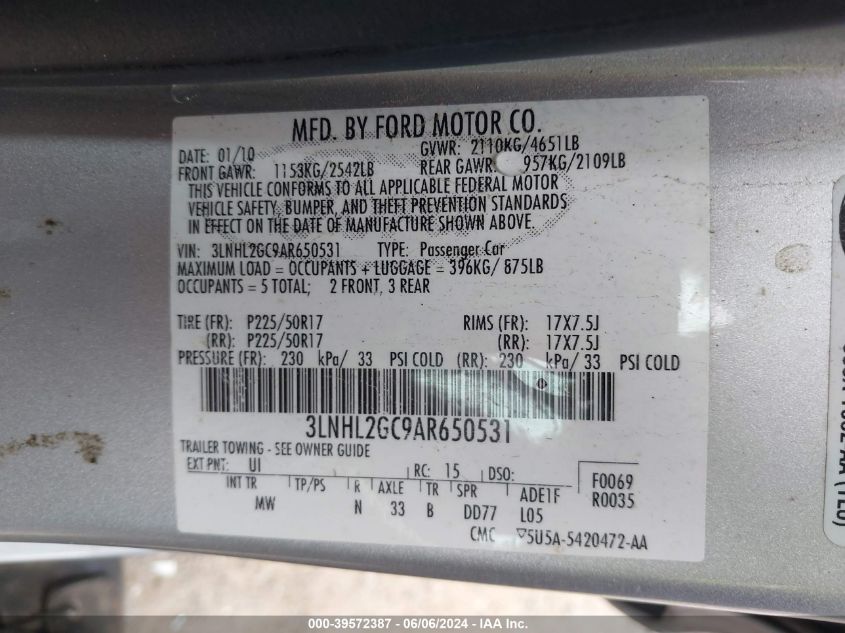 MFD. BY FORD MOTOR CO.
DATE: 01/10 GVWR: 2110KG/4651LB
FRONT GAWR: 1153KG/2542LB REAR GAWR: 957KG/2109LB
THIS VEHICLE CONFORMS TO ALL APPLICABLE FEDERAL MOTOR
VEHICLE SAFETY, BUMPER, AND THEFT PREVENTION STANDARDS
IN EFFECT ON THE DATE OF MANUFACTURE SHOWN ABOVE.
VIN: 3LNHL2GC9AR650531 TYPE: Passenger Car
MAXIMUM LOAD = OCCUPANTS + LUGGAGE = 396KG/ 875LB
OCCUPANTS = 5 TOTAL; 2 FRONT, 3 REAR
TIRE (FR): P225/50R17 RIMS (FR): 17X7.5J
(RR): P225/50R17 (RR): 17X7.5J
PRESSURE (FR): 230 kPa/ 33 PSI COLD (RR): 230 kPa/ 33 PSI COLD
3LNHL2GC9AR650531
TRAILER TOWING - SEE OWNER GUIDE
EXT PNT: UI RC: 15 DSO: F0069
INT TR TP/PS R AXLE TR SPR ADE1F R0035
MW N 33 B DD77 L05
CMC ▽5U5A-5420472-AA
000-39572387 - 06/06/2024 - IAA Inc.